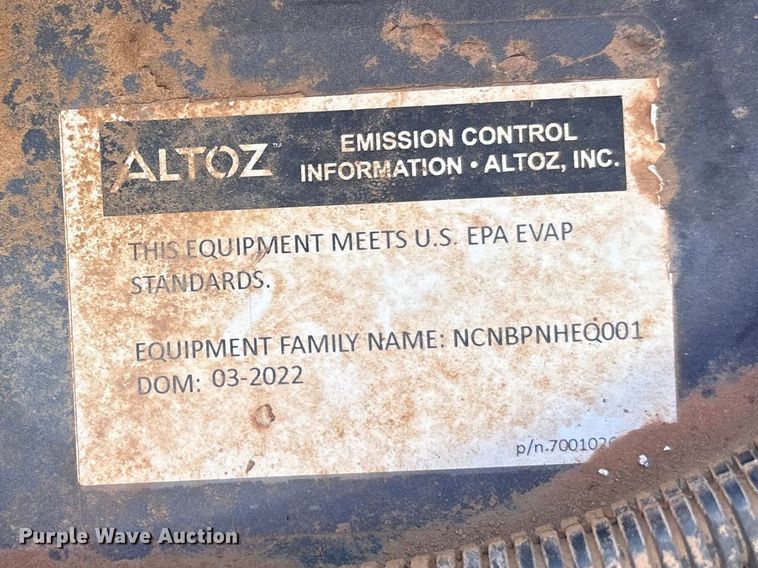 ALTOZ™
EMISSION CONTROL
INFORMATION • ALTOZ, INC.
THIS EQUIPMENT MEETS U.S. EPA EVAP
STANDARDS.
EQUIPMENT FAMILY NAME: NCNBPNHEQ001
DOM: 03-2022
Purple Wave Auction